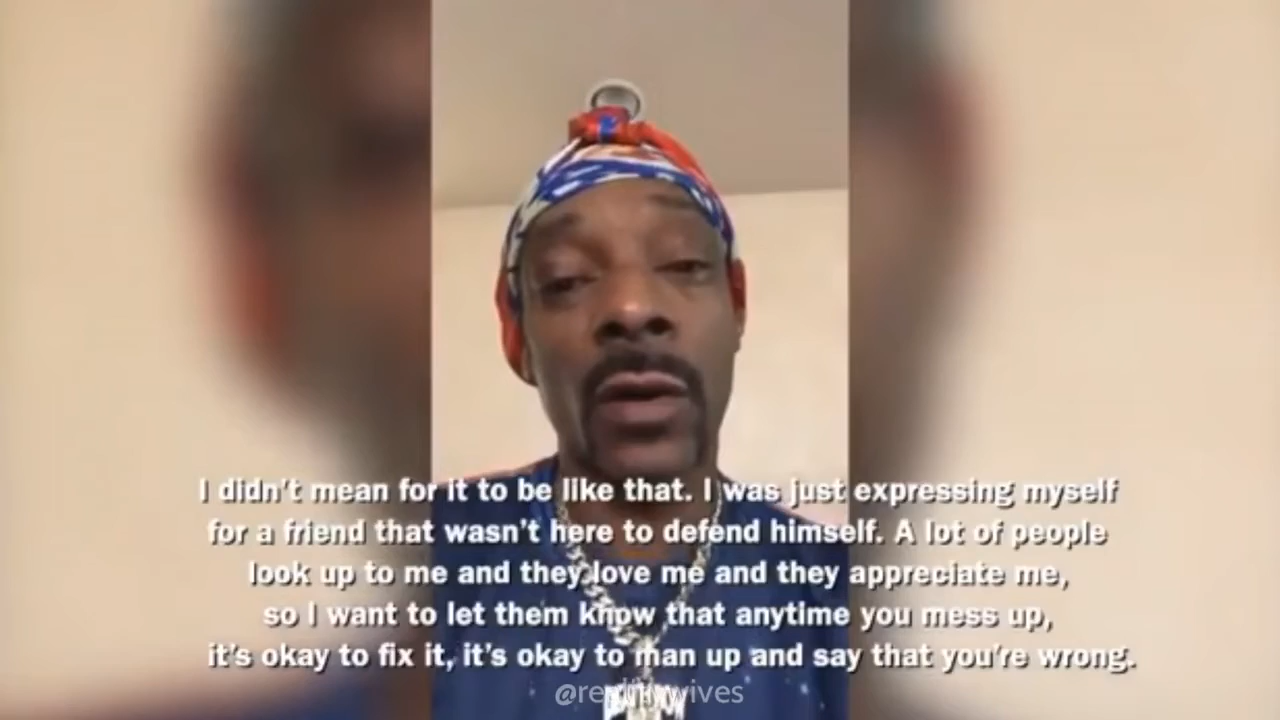 I didn't mean for it to be like that. I was just expressing myself
for a friend that wasn't here to defend himself. A lot of people
look up to me and they love me and they appreciate me,
so I want to let them know that anytime you mess up,
it's okay to fix it, it's okay to man up and say that you're wrong.